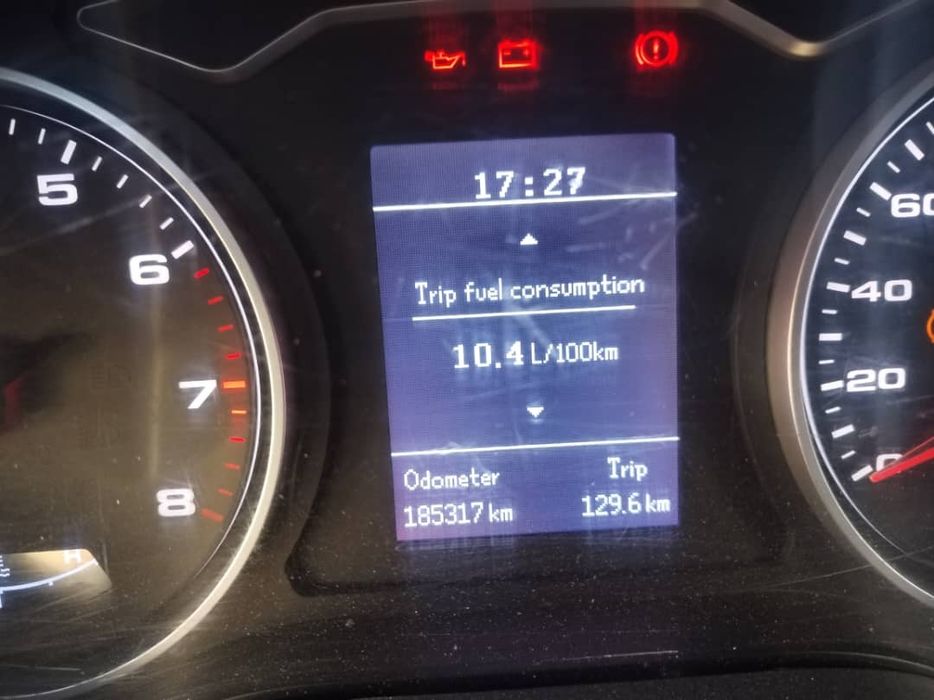 17:27
Trip fuel consumption
10.4 L/100km
Odometer Trip
185317 km 129.6 km
5
6
7
8
H
60
40
20
0